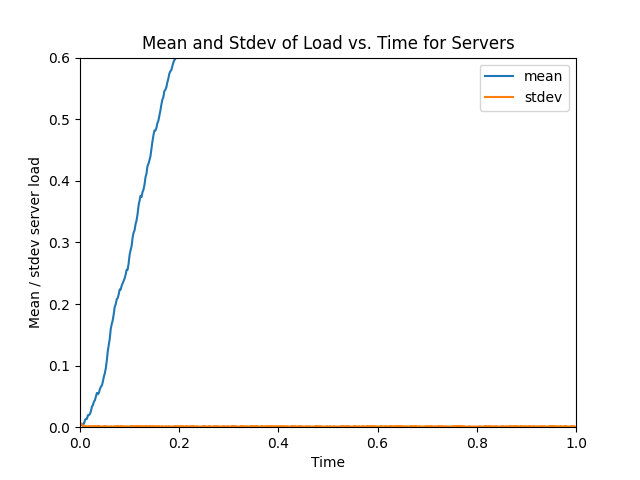 Mean and Stdev of Load vs. Time for Servers
mean
stdev
Mean / stdev server load
0.6
0.5
0.4
0.3
0.2
0.1
0.0
0.0 0.2 0.4 0.6 0.8 1.0
Time